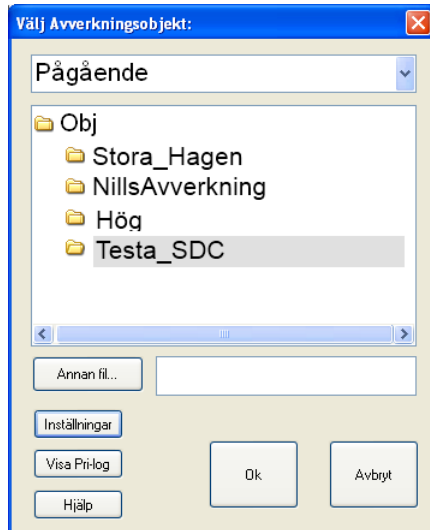 Välj Avverkningsobjekt:
Pågående
Obj
Stora_Hagen
NillsAvverkning
Hög
Testa_SDC
Annan fil...
Inställningar
Visa Pri-log
Hjälp
Ok
Avbryt